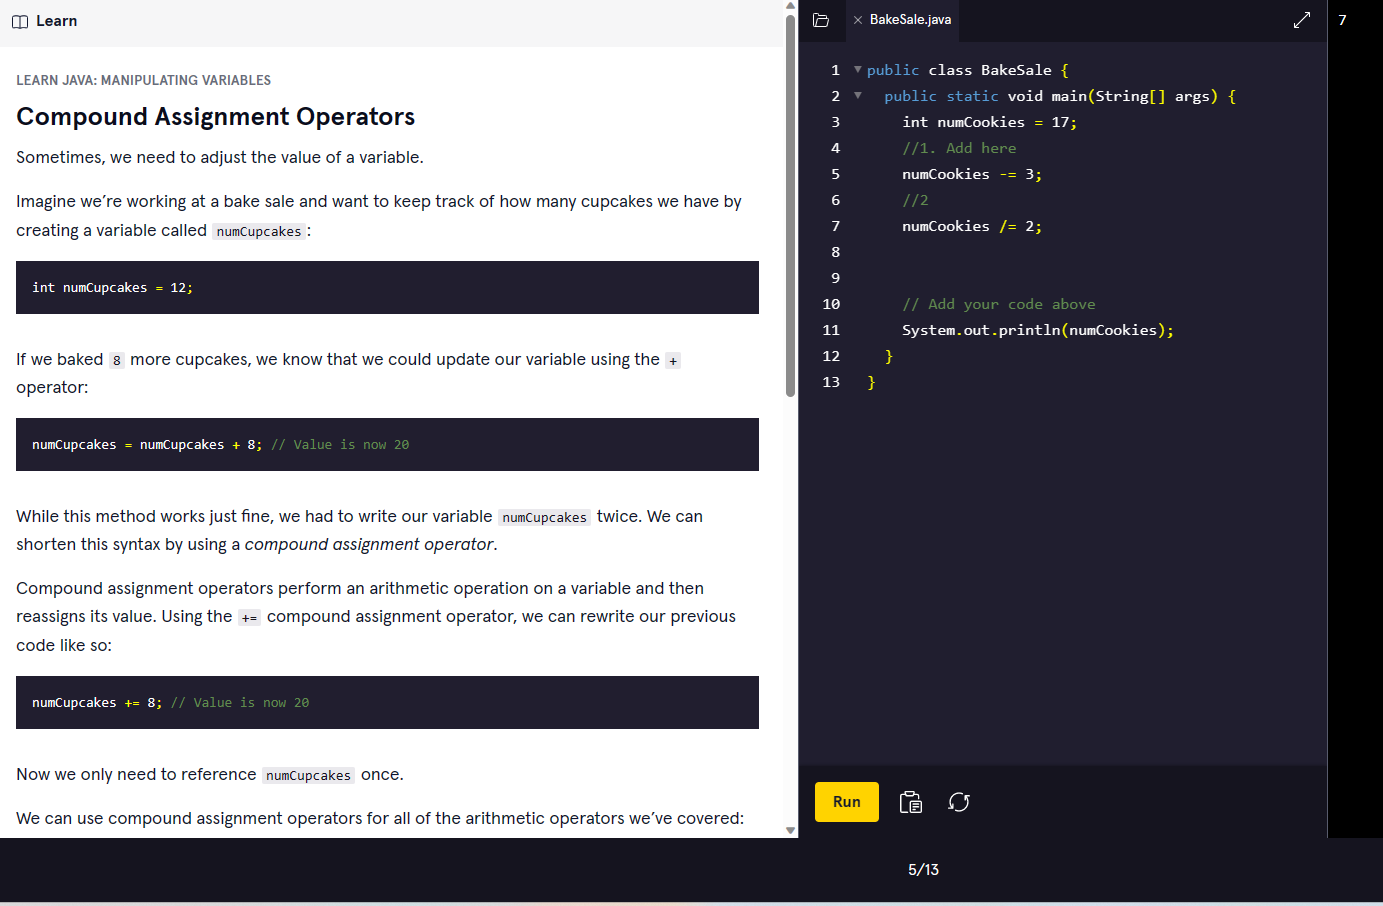 Learn
LEARN JAVA: MANIPULATING VARIABLES
Compound Assignment Operators
Sometimes, we need to adjust the value of a variable.
Imagine we’re working at a bake sale and want to keep track of how many cupcakes we have by
creating a variable called numCupcakes:
int numCupcakes = 12;
If we baked 8 more cupcakes, we know that we could update our variable using the +
operator:
numCupcakes = numCupcakes + 8; // Value is now 20
While this method works just fine, we had to write our variable numCupcakes twice. We can
shorten this syntax by using a compound assignment operator.
Compound assignment operators perform an arithmetic operation on a variable and then
reassigns its value. Using the += compound assignment operator, we can rewrite our previous
code like so:
numCupcakes += 8; // Value is now 20
Now we only need to reference numCupcakes once.
We can use compound assignment operators for all of the arithmetic operators we’ve covered:
BakeSale.java
1 public class BakeSale {
2 public static void main(String[] args) {
3 int numCookies = 17;
4 //1. Add here
5 numCookies -= 3;
6 //2
7 numCookies /= 2;
8
9
10 // Add your code above
11 System.out.println(numCookies);
12 }
13 }
Run
7
5/13